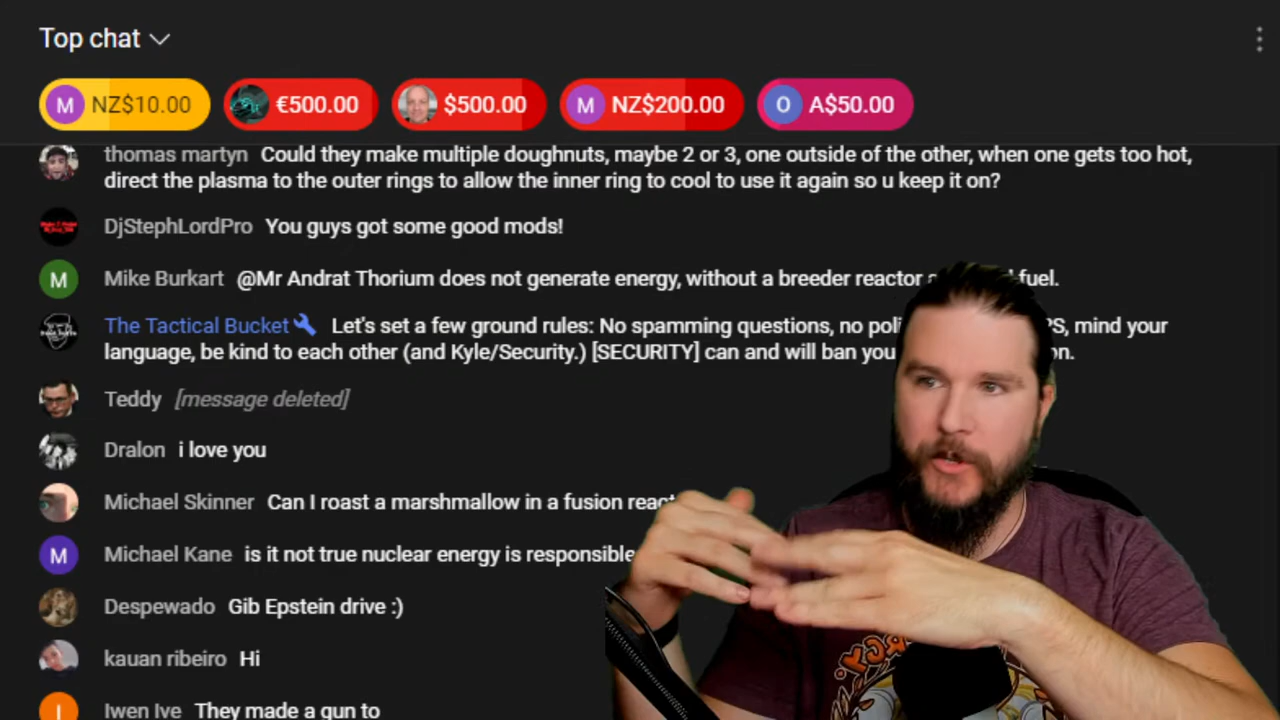 Top chat
M NZ$10.00 €500.00 $500.00 M NZ$200.00 O A$50.00
thomas martyn Could they make multiple doughnuts, maybe 2 or 3, one outside of the other, when one gets too hot,
direct the plasma to the outer rings to allow the inner ring to cool to use it again so u keep it on?
DjStephLordPro You guys got some good mods!
M Mike Burkart @Mr Andrat Thorium does not generate energy, without a breeder reactor fuel.
The Tactical Bucket Let's set a few ground rules: No spamming questions, no mind your
language, be kind to each other (and Kyle/Security.) [SECURITY] can and will ban you
Teddy [message deleted]
Dralon i love you
Michael Skinner Can I roast a marshmallow in a fusion
M Michael Kane is it not true nuclear energy is responsible
Despewado Gib Epstein drive :)
kauan ribeiro Hi
I Iwen Ive They made a gun to